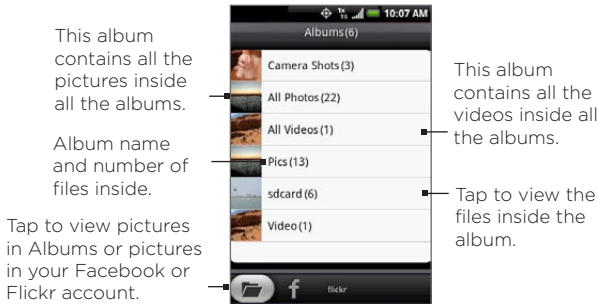 This album
contains all the
pictures inside
all the albums.
Album name
and number of
files inside.
Tap to view pictures
in Albums or pictures
in your Facebook or
Flickr account.
1x
10:07 AM
Albums(6)
Camera Shots(3)
All Photos(22)
All Videos(1)
Pics(13)
sdcard(6)
Video(1)
f
flickr
This album
contains all the
videos inside all
the albums.
Tap to view the
files inside the
album.